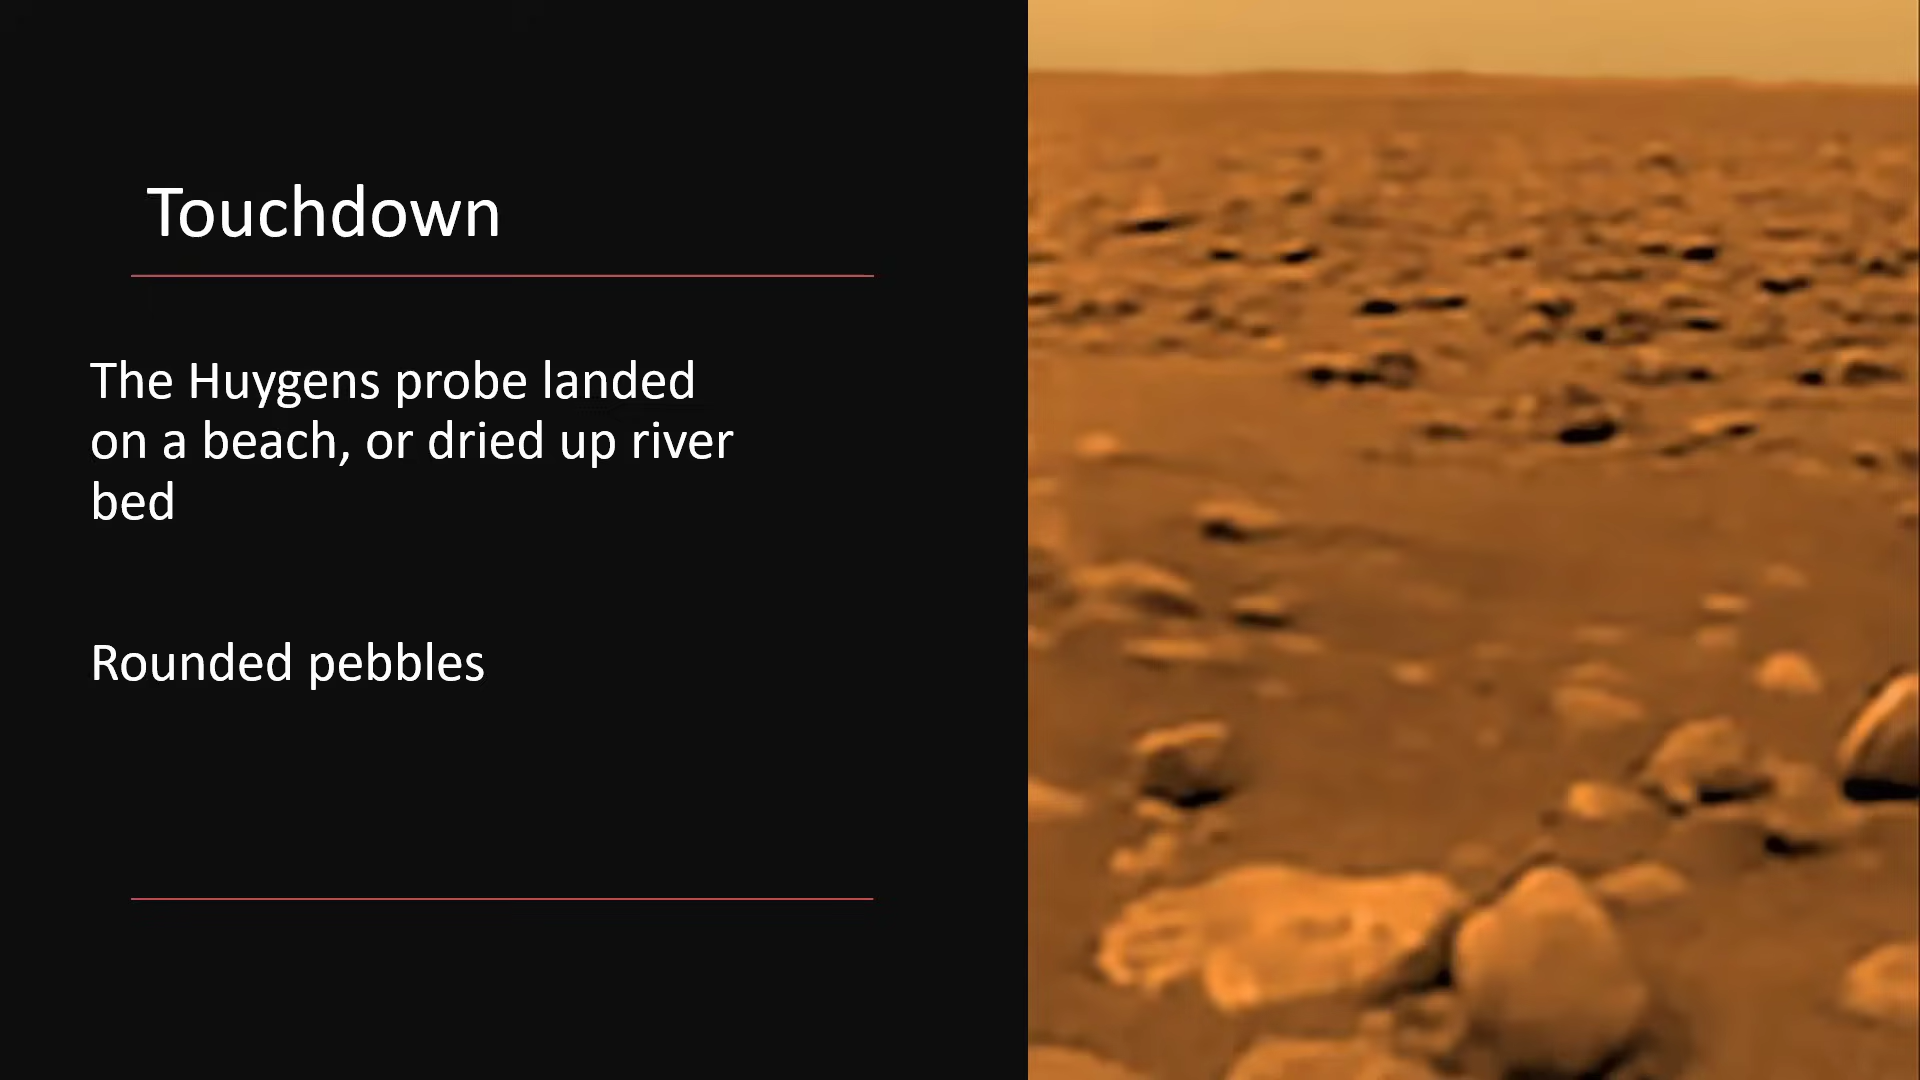 Touchdown
The Huygens probe landed
on a beach, or dried up river
bed
Rounded pebbles